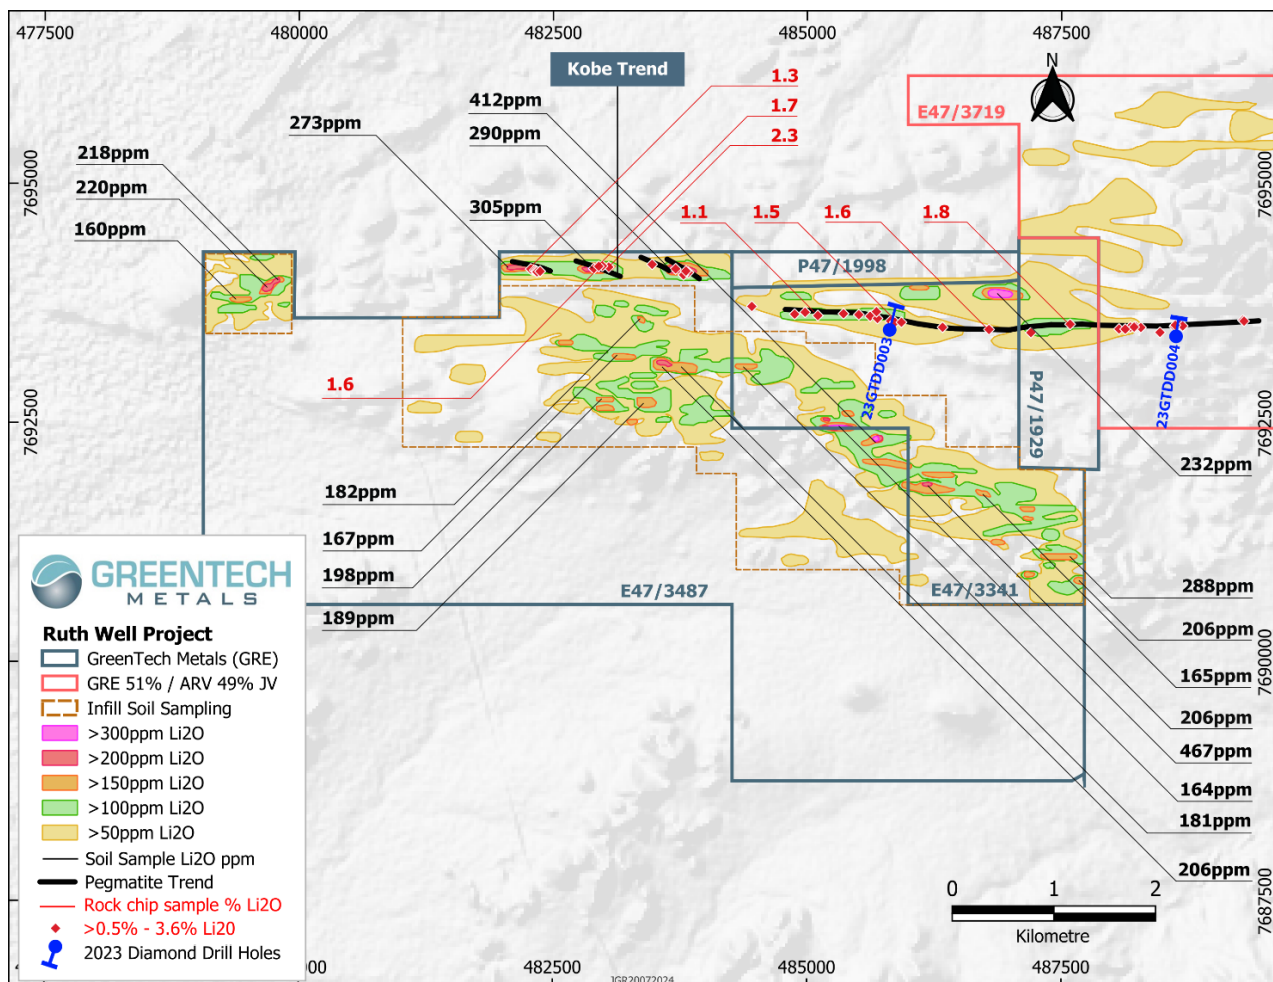 477500
480000
482500
485000
487500
N
Kobe Trend
1.3
412ppm
1.7
273ppm
290ppm
2.3
E47/3719
218ppm
7695000
7695000
220ppm
305ppm
1.1
1.5
1.6
1.8
160ppm
P47/1998
23GTDD003
23GTDD004
1.6
P47/1929
7692500
7692500
232ppm
182ppm
167ppm
198ppm
E47/3487
E47/3341
288ppm
189ppm
206ppm
165ppm
7690000
206ppm
467ppm
164ppm
181ppm
206ppm
GREENTECH
METALS
Ruth Well Project
GreenTech Metals (GRE)
GRE 51% / ARV 49% JV
Infill Soil Sampling
>300ppm Li2O
>200ppm Li2O
>150ppm Li2O
>100ppm Li2O
>50ppm Li2O
Soil Sample Li2O ppm
Pegmatite Trend
Rock chip sample % Li2O
>0.5% - 3.6% Li20
2023 Diamond Drill Holes
0 1 2
Kilometre
7687500
482500
485000
487500
JGR20072024